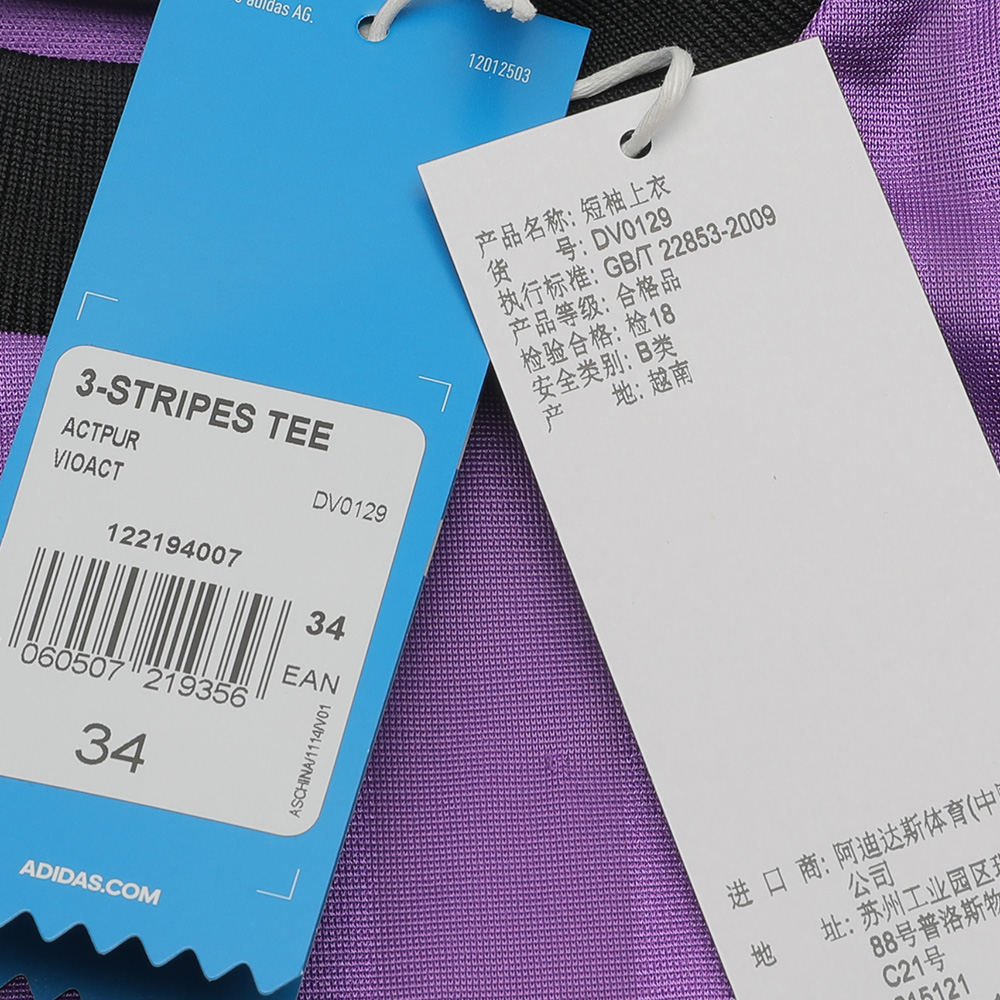 adidas AG.
12012503
3-STRIPES TEE
ACTPUR
VIOACT
DV0129
122194007
34
060507 219356
EAN
34
ASCHINA/1114/V01
ADIDAS.COM
产品名称: 短袖上衣
货 号: DV0129
执行标准: GB/T 22853-2009
产品等级: 合格品
检验合格: 检18
安全类别: B类
产 地: 越南
进 口 商: 阿迪达斯体育(中
公司
地 址: 苏州工业园区
88号普洛斯物
C21号
15121